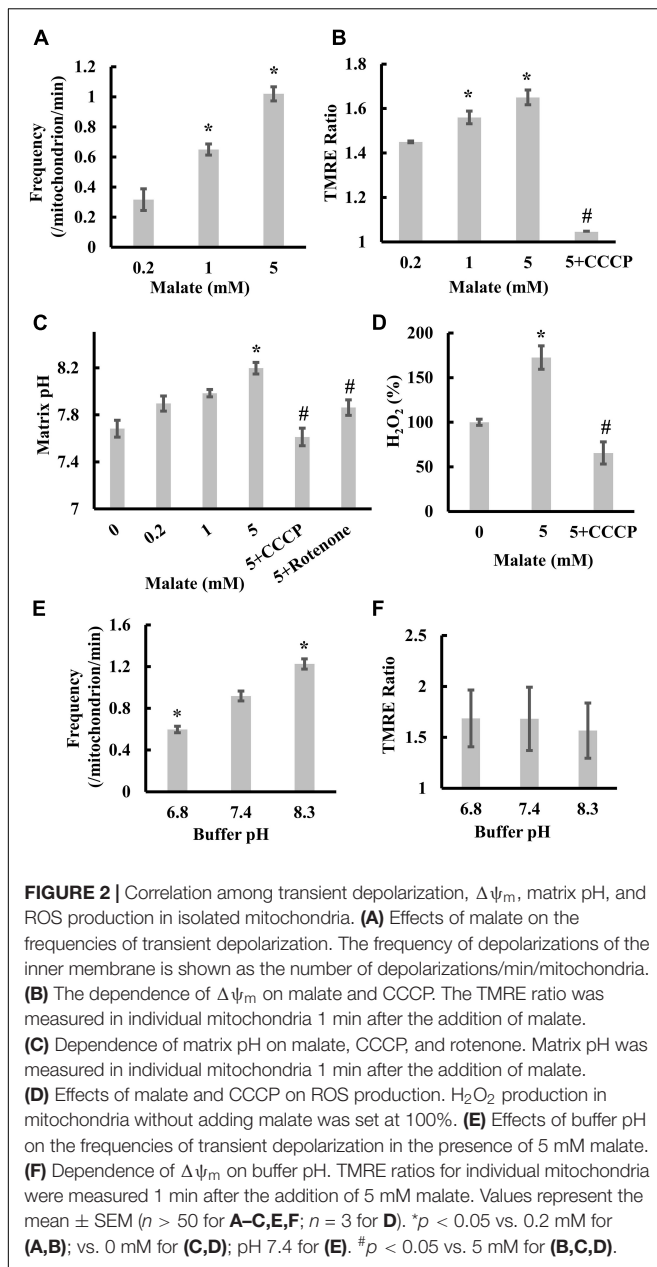 A
Frequency
(/mitochondrion/min)
1.2
1
0.8
0.6
0.4
0.2
0
*
*
0.2 1 5
Malate (mM)
B
TMRE Ratio
1.8
1.6
1.4
1.2
1
*
*
#
0.2 1 5 5+CCCP
Malate (mM)
C
Matrix pH
8.2
7.8
7.4
7
*
#
#
0 0.2 1 5 5+CCCP 5+Rotenone
Malate (mM)
D
H₂O₂ (%)
200
150
100
50
0
*
#
0 5 5+CCCP
Malate (mM)
E
Frequency
(/mitochondrion/min)
1.6
1.2
0.8
0.4
0
*
*
6.8 7.4 8.3
Buffer pH
F
TMRE Ratio
2.5
2
1.5
1
6.8 7.4 8.3
Buffer pH
FIGURE 2 | Correlation among transient depolarization, Δψm, matrix pH, and
ROS production in isolated mitochondria. (A) Effects of malate on the
frequencies of transient depolarization. The frequency of depolarizations of the
inner membrane is shown as the number of depolarizations/min/mitochondria.
(B) The dependence of Δψm on malate and CCCP. The TMRE ratio was
measured in individual mitochondria 1 min after the addition of malate.
(C) Dependence of matrix pH on malate, CCCP, and rotenone. Matrix pH was
measured in individual mitochondria 1 min after the addition of malate.
(D) Effects of malate and CCCP on ROS production. H₂O₂ production in
mitochondria without adding malate was set at 100%. (E) Effects of buffer pH
on the frequencies of transient depolarization in the presence of 5 mM malate.
(F) Dependence of Δψm on buffer pH. TMRE ratios for individual mitochondria
were measured 1 min after the addition of 5 mM malate. Values represent the
mean ± SEM (n > 50 for A–C,E,F; n = 3 for D). *p < 0.05 vs. 0.2 mM for
(A,B); vs. 0 mM for (C,D); pH 7.4 for (E). #p < 0.05 vs. 5 mM for (B,C,D).